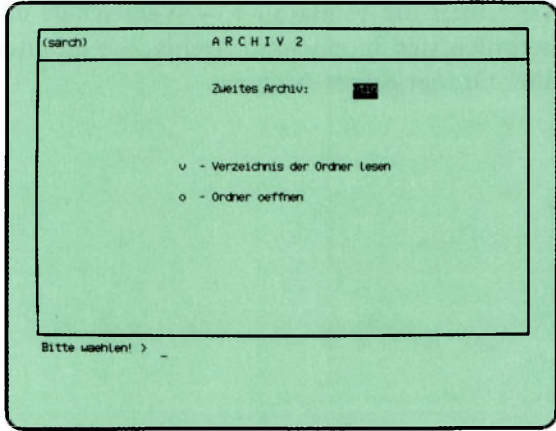 (sarch) A R C H I V 2
Zweites Archiv:
v - Verzeichnis der Ordner lesen
o - Ordner oeffnen
Bitte waehlen! > _